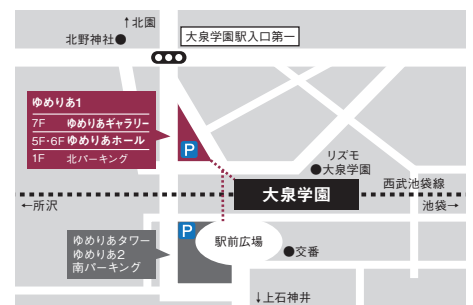 ↑北園
北野神社●
大泉学園駅入口第一
ゆめりあ1
7F ゆめりあギャラリー
5F・6F ゆめりあホール
1F 北パーキング
P
リズモ
●大泉学園
西武池袋線
大泉学園
←所沢
池袋→
P
ゆめりあタワー
ゆめりあ2
南パーキング
駅前広場
●交番
↓上石神井